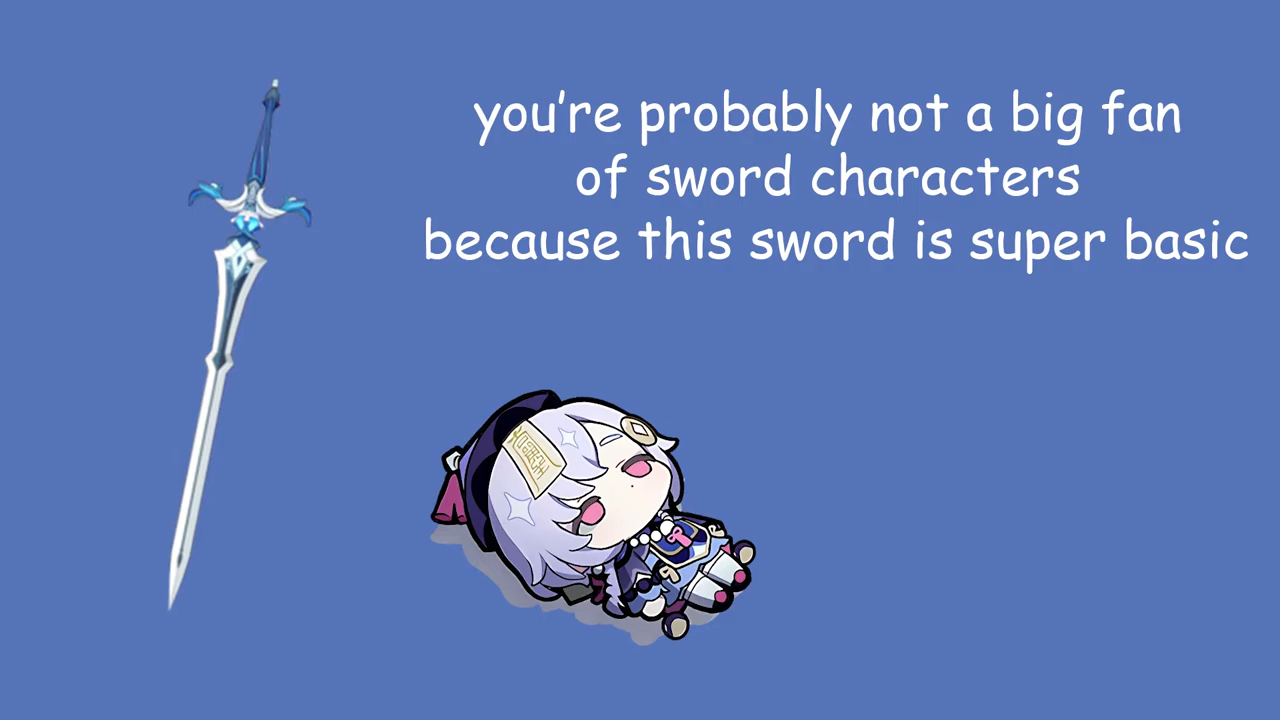 you're probably not a big fan
of sword characters
because this sword is super basic